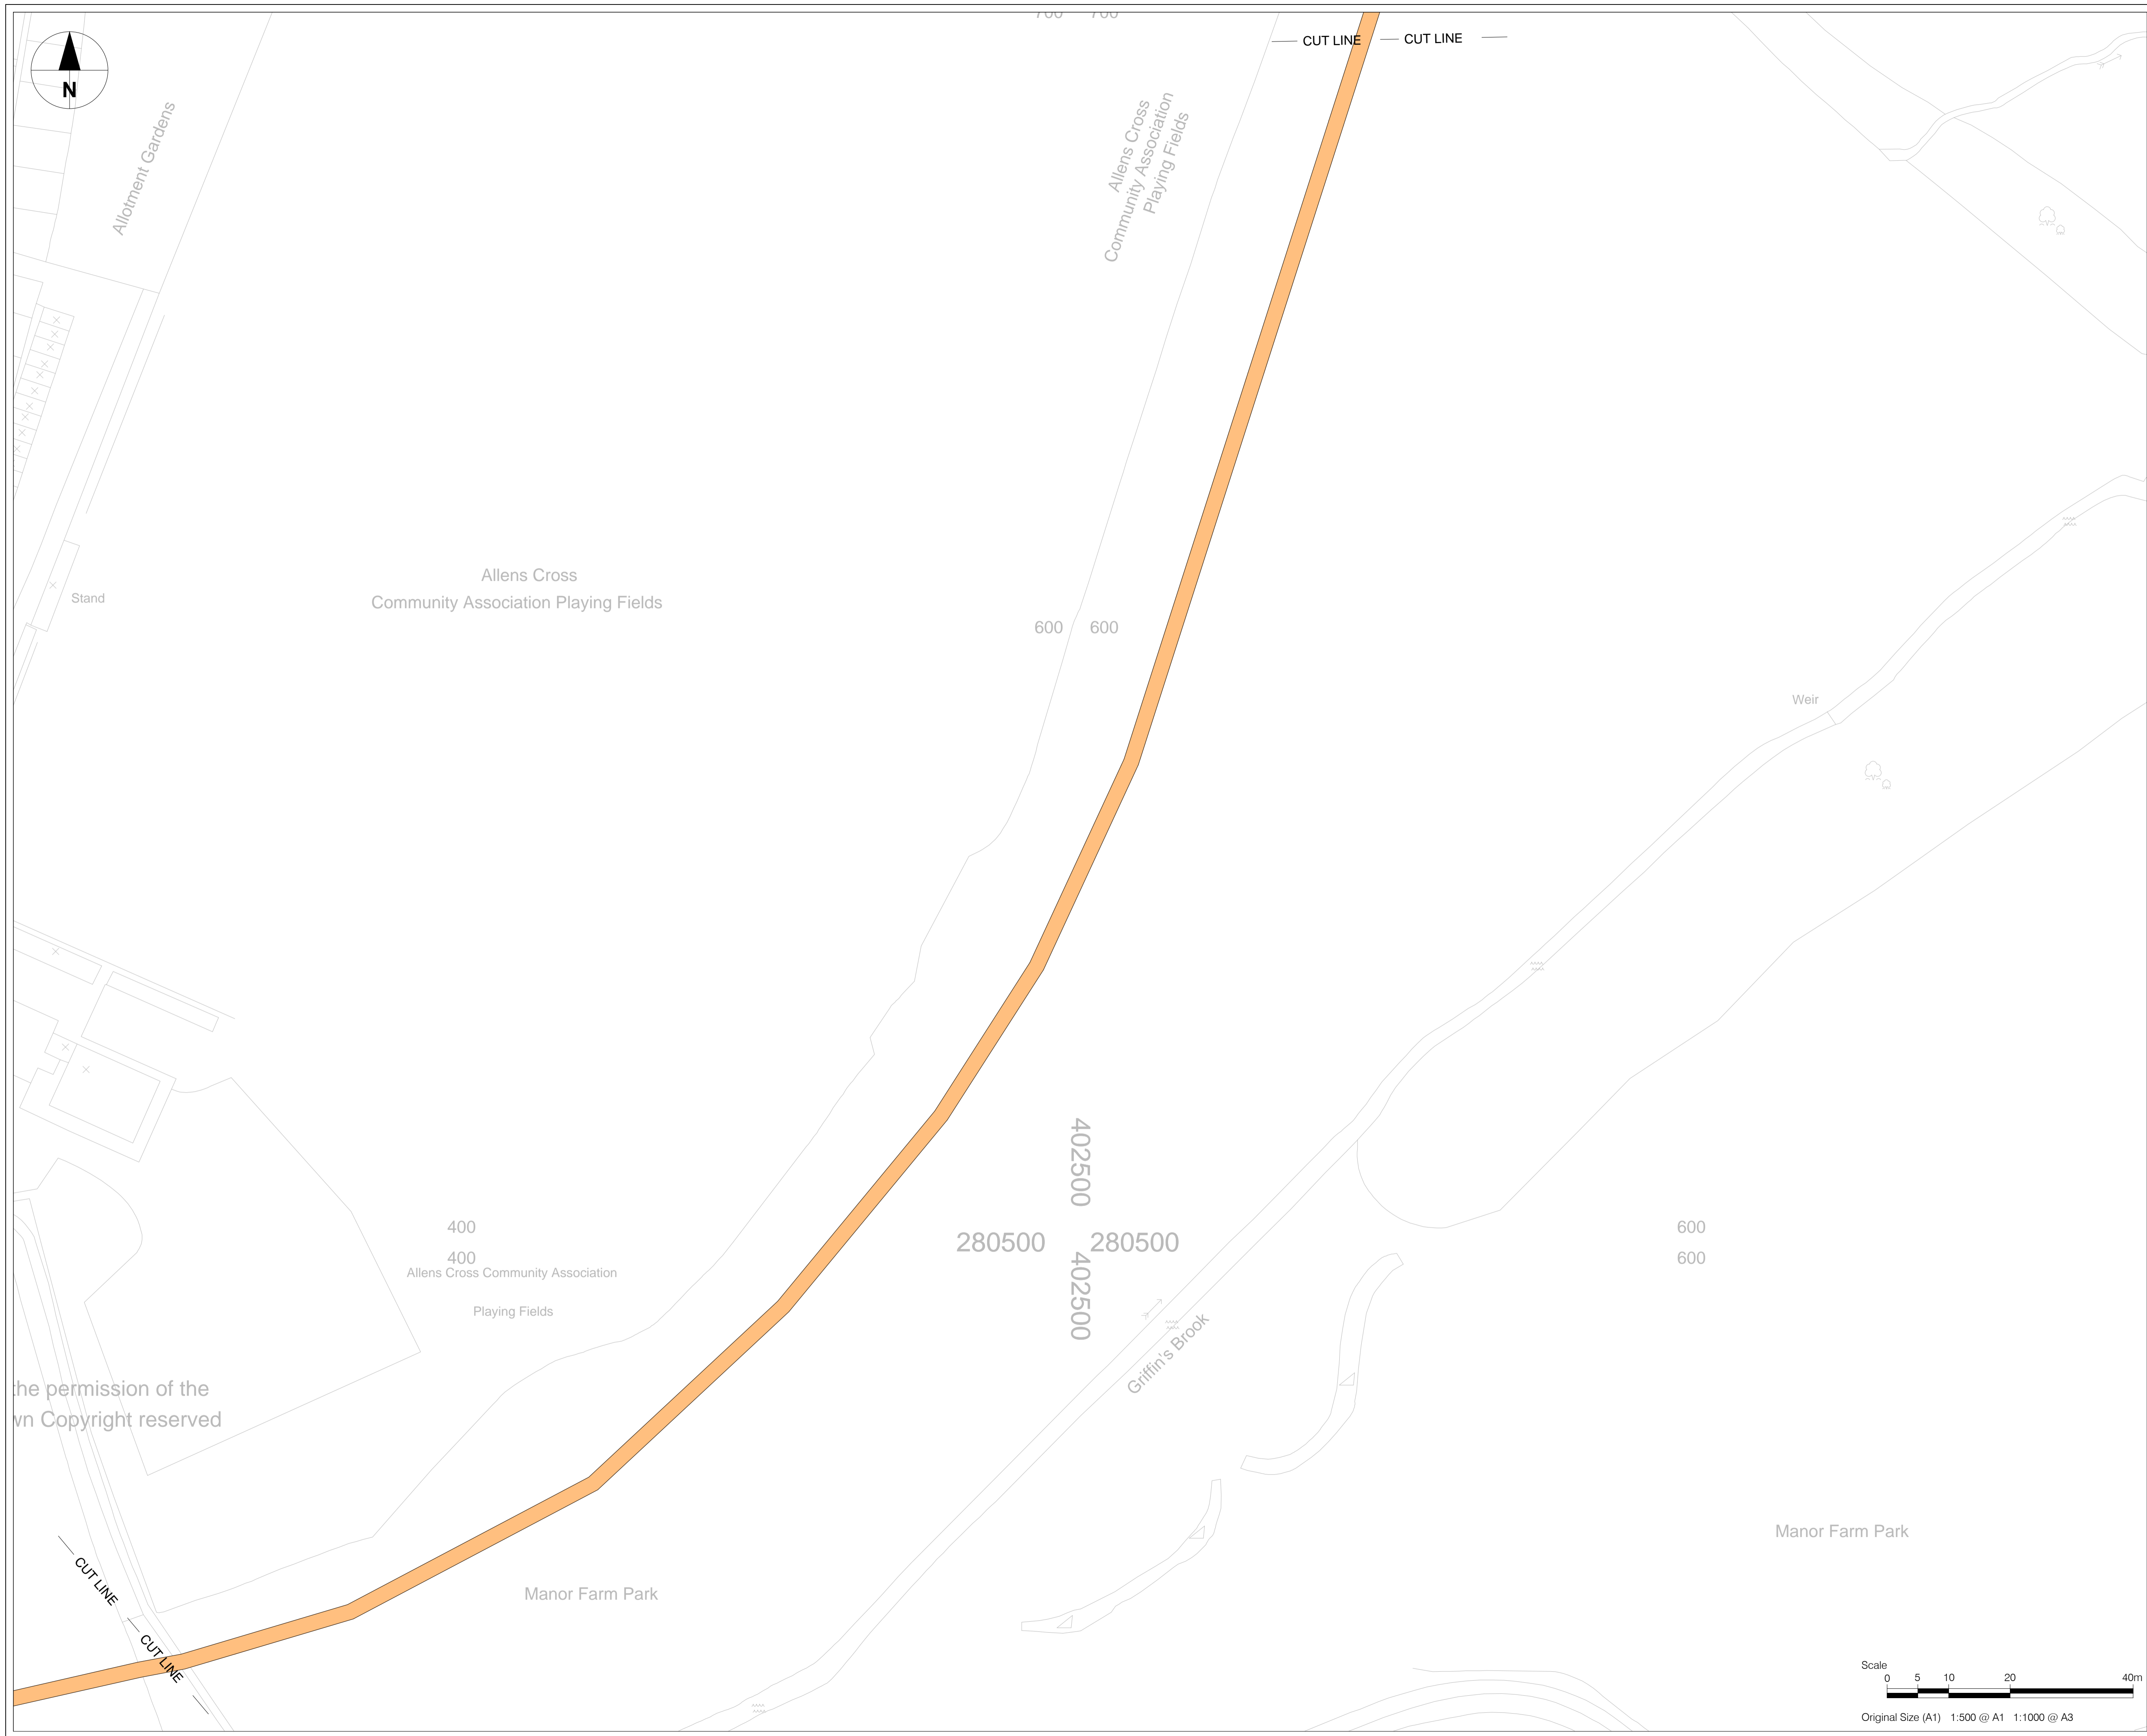 CUT LINE
CUT LINE
N
Allotment Gardens
Allens Cross
Community Association
Playing Fields
Allens Cross
Community Association Playing Fields
Stand
600 600
Weir
402500
400
400
280500 280500
600
600
402500
Allens Cross Community Association
Playing Fields
Griffin's Brook
the permission of the
wn Copyright reserved
Manor Farm Park
CUT LINE
Manor Farm Park
CUT LINE
Scale
0 5 10 20 40m
Original Size (A1) 1:500 @ A1 1:1000 @ A3